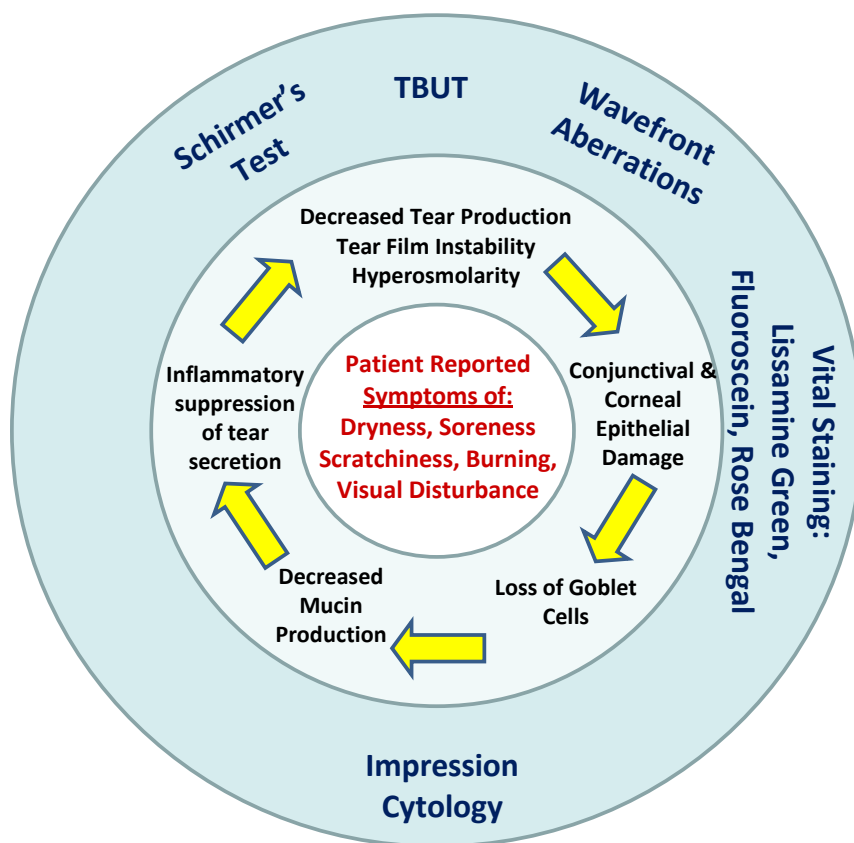 Schirmer's
Test
TBUT
Wavefront
Aberrations
Vital Staining:
Lissamine Green,
Fluoroscein, Rose Bengal
Impression
Cytology
Decreased Tear Production
Tear Film Instability
Hyperosmolarity
Conjunctival &
Corneal
Epithelial
Damage
Loss of Goblet
Cells
Decreased
Mucin
Production
Inflammatory
suppression
of tear
secretion
Patient Reported
Symptoms of:
Dryness, Soreness
Scratchiness, Burning,
Visual Disturbance